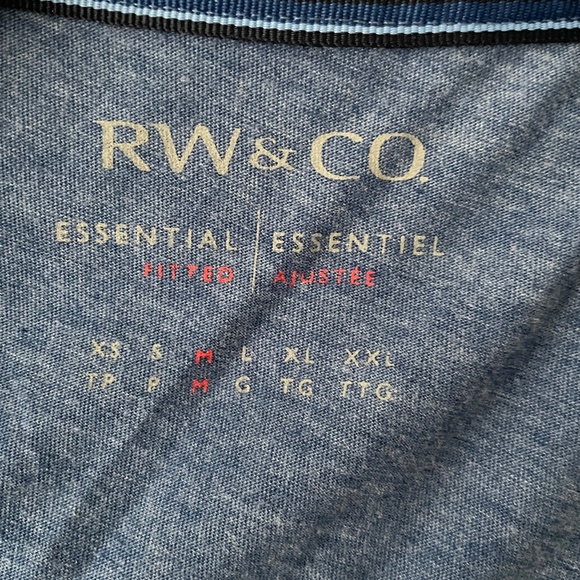 RW&CO.
ESSENTIAL | ESSENTIEL
FITTED | AJUSTÉE
XS S M L XL XXL
TP P M G TG TTG